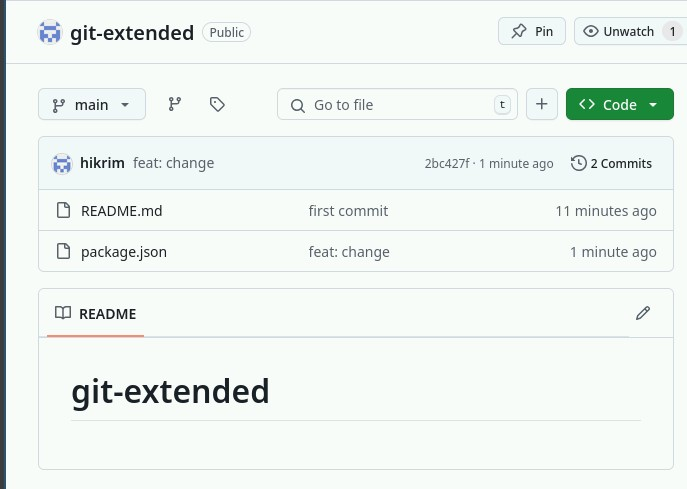 git-extended Public Pin Unwatch 1
main Go to file t + Code
hikrim feat: change 2bc427f · 1 minute ago 2 Commits
README.md first commit 11 minutes ago
package.json feat: change 1 minute ago
README
git-extended